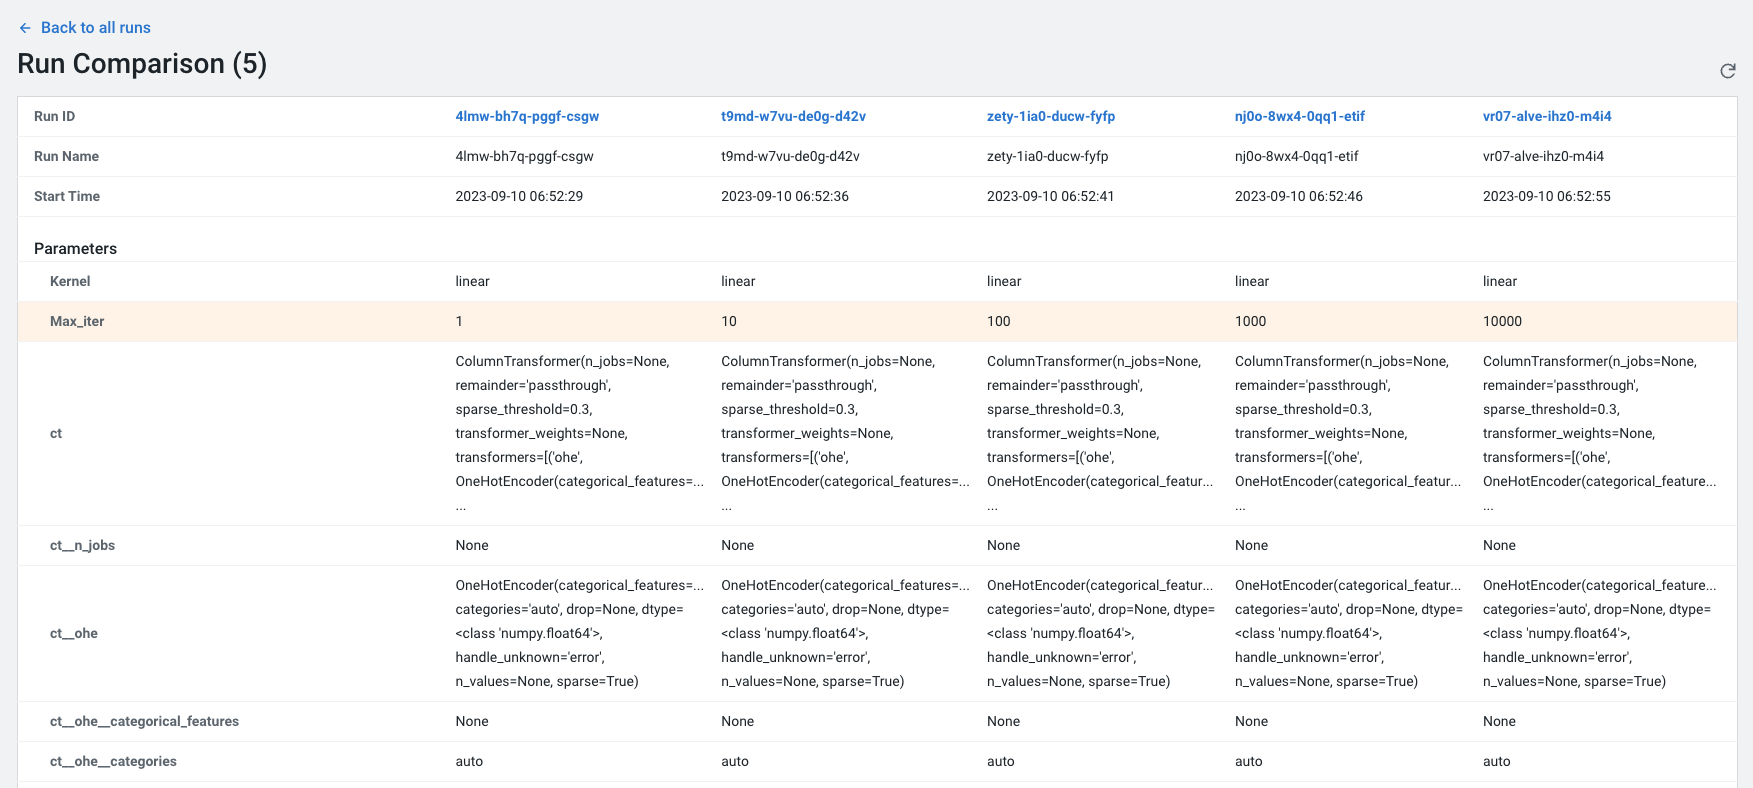 ← Back to all runs
Run Comparison (5)
Run ID 4lmw-bh7q-pggf-csgw t9md-w7vu-de0g-d42v zety-1ia0-ducw-fyfp nj0o-8wx4-0qq1-etif vr07-alve-ihz0-m4i4
Run Name 4lmw-bh7q-pggf-csgw t9md-w7vu-de0g-d42v zety-1ia0-ducw-fyfp nj0o-8wx4-0qq1-etif vr07-alve-ihz0-m4i4
Start Time 2023-09-10 06:52:29 2023-09-10 06:52:36 2023-09-10 06:52:41 2023-09-10 06:52:46 2023-09-10 06:52:55
Parameters
Kernel linear linear linear linear linear
Max_iter 1 10 100 1000 10000
ColumnTransformer(n_jobs=None, ColumnTransformer(n_jobs=None, ColumnTransformer(n_jobs=None, ColumnTransformer(n_jobs=None, ColumnTransformer(n_jobs=None,
remainder='passthrough', remainder='passthrough', remainder='passthrough', remainder='passthrough', remainder='passthrough',
sparse_threshold=0.3, sparse_threshold=0.3, sparse_threshold=0.3, sparse_threshold=0.3, sparse_threshold=0.3,
ct transformer_weights=None, transformer_weights=None, transformer_weights=None, transformer_weights=None, transformer_weights=None,
transformers=[('ohe', transformers=[('ohe', transformers=[('ohe', transformers=[('ohe', transformers=[('ohe',
OneHotEncoder(categorical_features=... OneHotEncoder(categorical_features=... OneHotEncoder(categorical_featur... OneHotEncoder(categorical_featur... OneHotEncoder(categorical_feature...
... ... ... ... ...
ct__n_jobs None None None None None
OneHotEncoder(categorical_features=... OneHotEncoder(categorical_features=... OneHotEncoder(categorical_featur... OneHotEncoder(categorical_featur... OneHotEncoder(categorical_feature...
categories='auto', drop=None, dtype= categories='auto', drop=None, dtype= categories='auto', drop=None, dtype= categories='auto', drop=None, dtype= categories='auto', drop=None, dtype=
ct__ohe <class 'numpy.float64'>, <class 'numpy.float64'>, <class 'numpy.float64'>, <class 'numpy.float64'>, <class 'numpy.float64'>,
handle_unknown='error', handle_unknown='error', handle_unknown='error', handle_unknown='error', handle_unknown='error',
n_values=None, sparse=True) n_values=None, sparse=True) n_values=None, sparse=True) n_values=None, sparse=True) n_values=None, sparse=True)
ct__ohe__categorical_features None None None None None
ct__ohe__categories auto auto auto auto auto